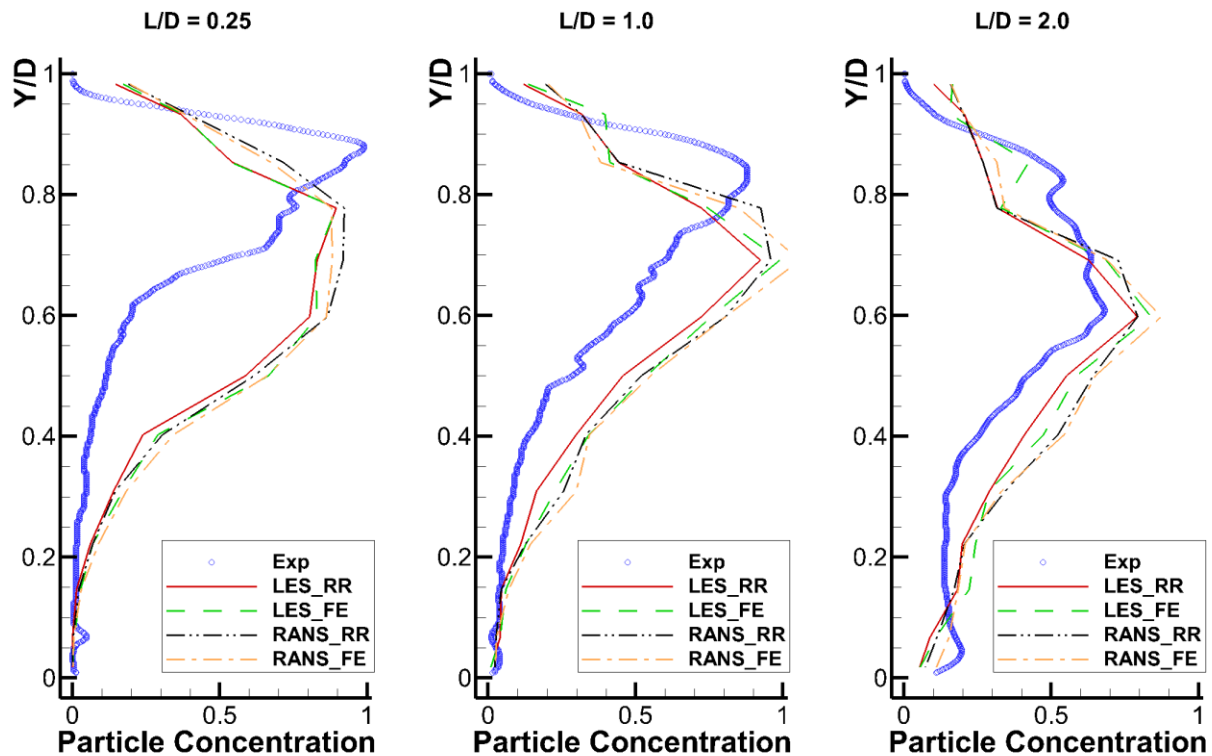 L/D = 0.25
Y/D
1
0.8
0.6
0.4
0.2
0
Exp
LES_RR
LES_FE
RANS_RR
RANS_FE
0
0.5
1
Particle Concentration
L/D = 1.0
Y/D
1
0.8
0.6
0.4
0.2
0
Exp
LES_RR
LES_FE
RANS_RR
RANS_FE
0
0.5
1
Particle Concentration
L/D = 2.0
Y/D
1
0.8
0.6
0.4
0.2
0
Exp
LES_RR
LES_FE
RANS_RR
RANS_FE
0
0.5
1
Particle Concentration